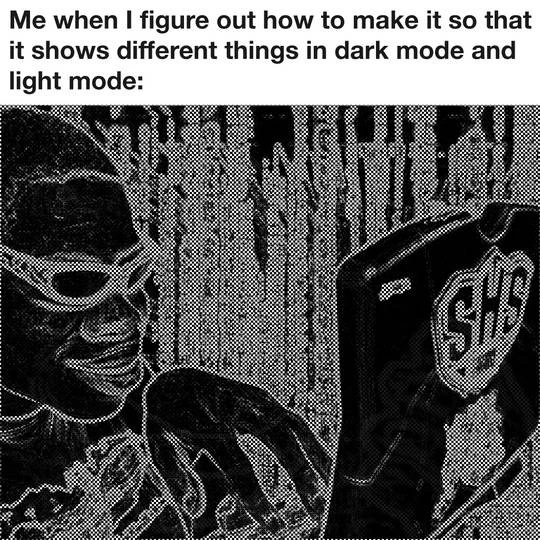 Me when I figure out how to make it so that
it shows different things in dark mode and
light mode:
SHS